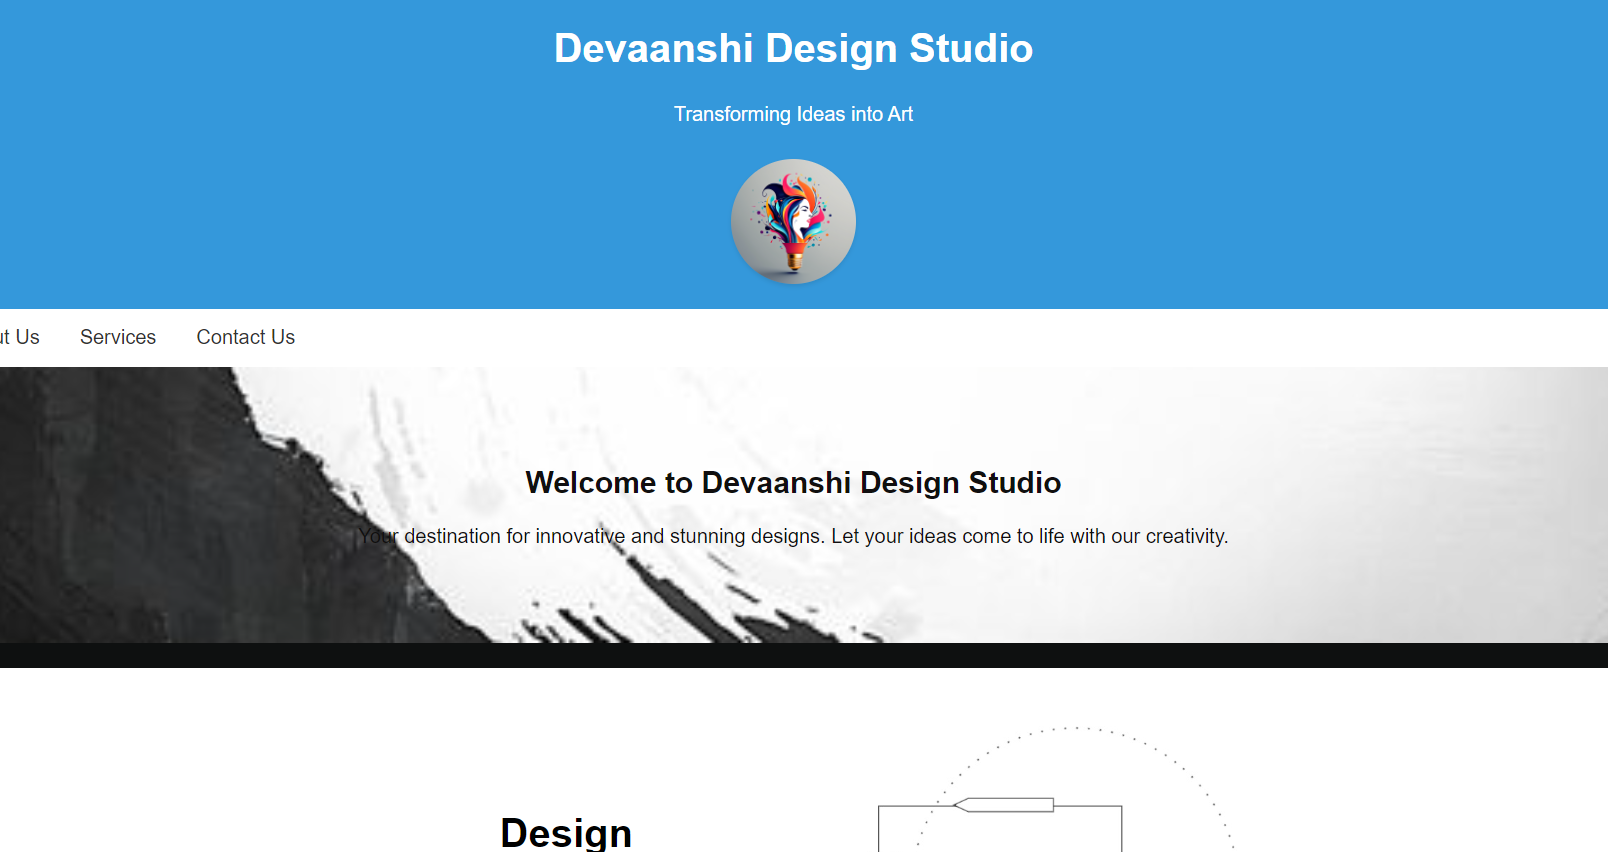 Devaanshi Design Studio
Transforming Ideas into Art
Us Services Contact Us
Welcome to Devaanshi Design Studio
Your destination for innovative and stunning designs. Let your ideas come to life with our creativity.
Design